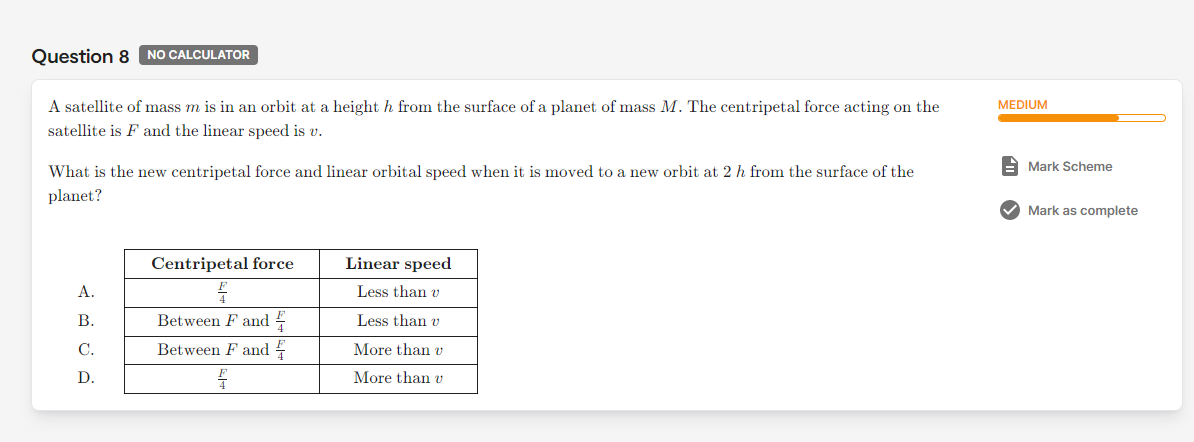 Question 8 NO CALCULATOR
A satellite of mass m is in an orbit at a height h from the surface of a planet of mass M. The centripetal force acting on the
satellite is F and the linear speed is v.
What is the new centripetal force and linear orbital speed when it is moved to a new orbit at 2 h from the surface of the
planet?
Centripetal force Linear speed
A. F/4 Less than v
B. Between F and F/4 Less than v
C. Between F and F/4 More than v
D. F/4 More than v
MEDIUM
Mark Scheme
Mark as complete